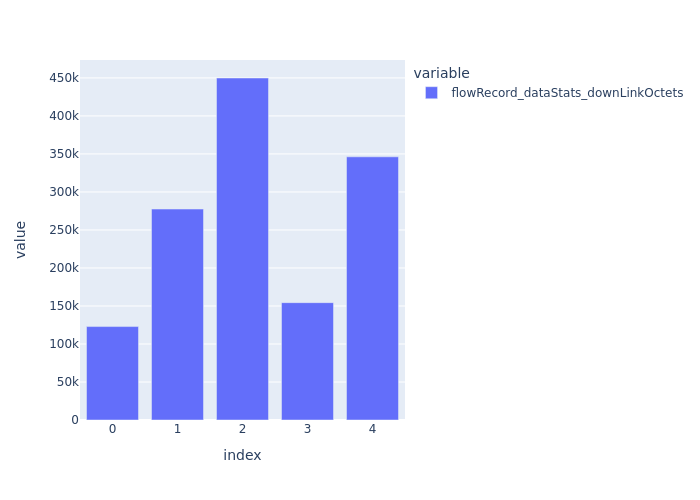 450k
400k
350k
300k
250k
200k
150k
100k
50k
0
0 1 2 3 4
index
value
variable
flowRecord_dataStats_downLinkOctets